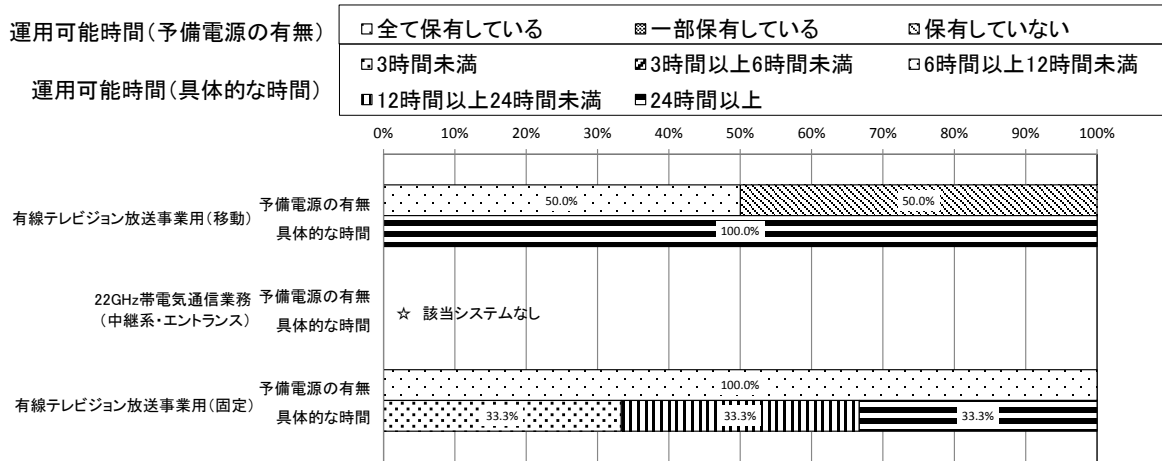 運用可能時間(予備電源の有無) 全て保有している 一部保有している 保有していない
運用可能時間(具体的な時間) 3時間未満 3時間以上6時間未満 6時間以上12時間未満
12時間以上24時間未満 24時間以上
0% 10% 20% 30% 40% 50% 60% 70% 80% 90% 100%
有線テレビジョン放送事業用(移動)
予備電源の有無 50.0% 50.0%
具体的な時間 100.0%
22GHz帯電気通信業務
(中継系・エントランス)
予備電源の有無
具体的な時間
☆ 該当システムなし
有線テレビジョン放送事業用(固定)
予備電源の有無 100.0%
具体的な時間 33.3% 33.3% 33.3%